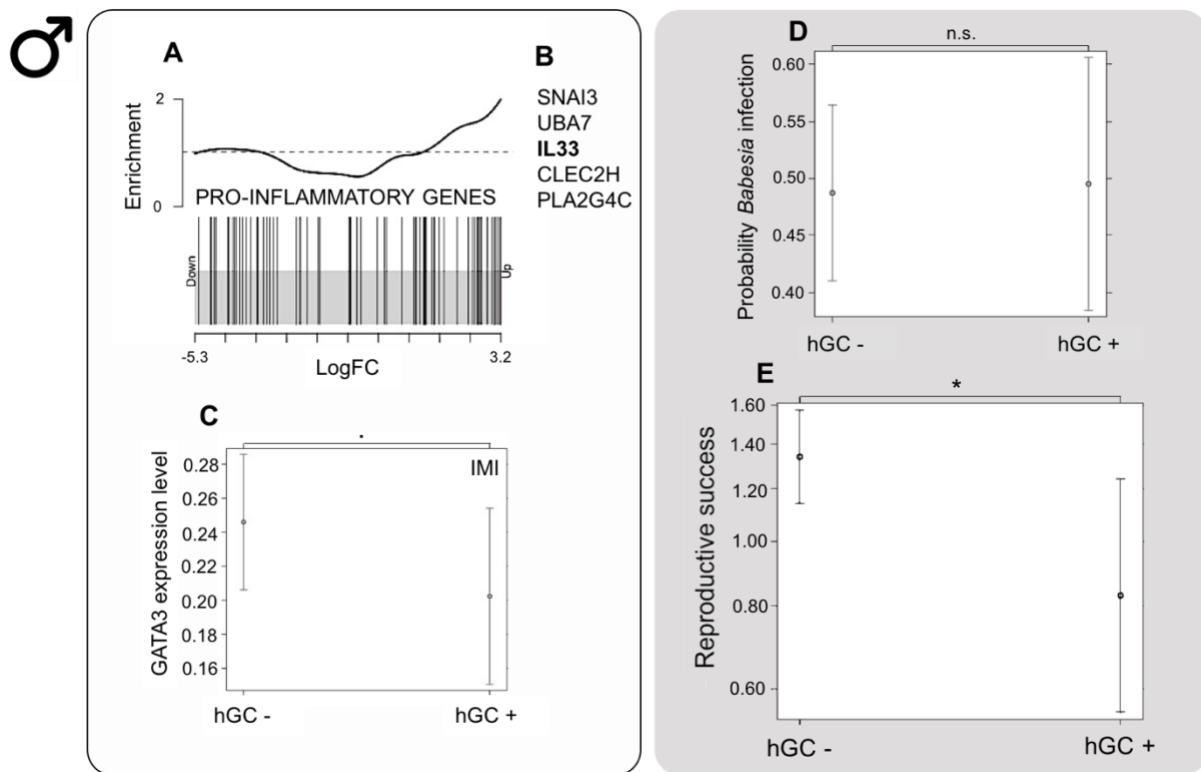 A
Enrichment
2
0
PRO-INFLAMMATORY GENES
Down
Up
-5.3
3.2
LogFC
B
SNAI3
UBA7
IL33
CLEC2H
PLA2G4C
C
.
IMI
GATA3 expression level
0.28
0.26
0.24
0.22
0.20
0.18
0.16
hGC -
hGC +
D
n.s.
Probability Babesia infection
0.60
0.55
0.50
0.45
0.40
hGC -
hGC +
E
*
Reproductive success
1.60
1.40
1.20
1.00
0.80
0.60
hGC -
hGC +